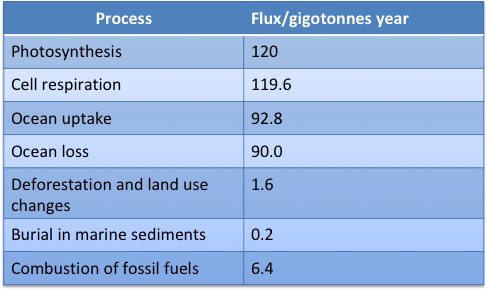 Process Flux/gigotonnes year
Photosynthesis 120
Cell respiration 119.6
Ocean uptake 92.8
Ocean loss 90.0
Deforestation and land use 1.6
changes
Burial in marine sediments 0.2
Combustion of fossil fuels 6.4